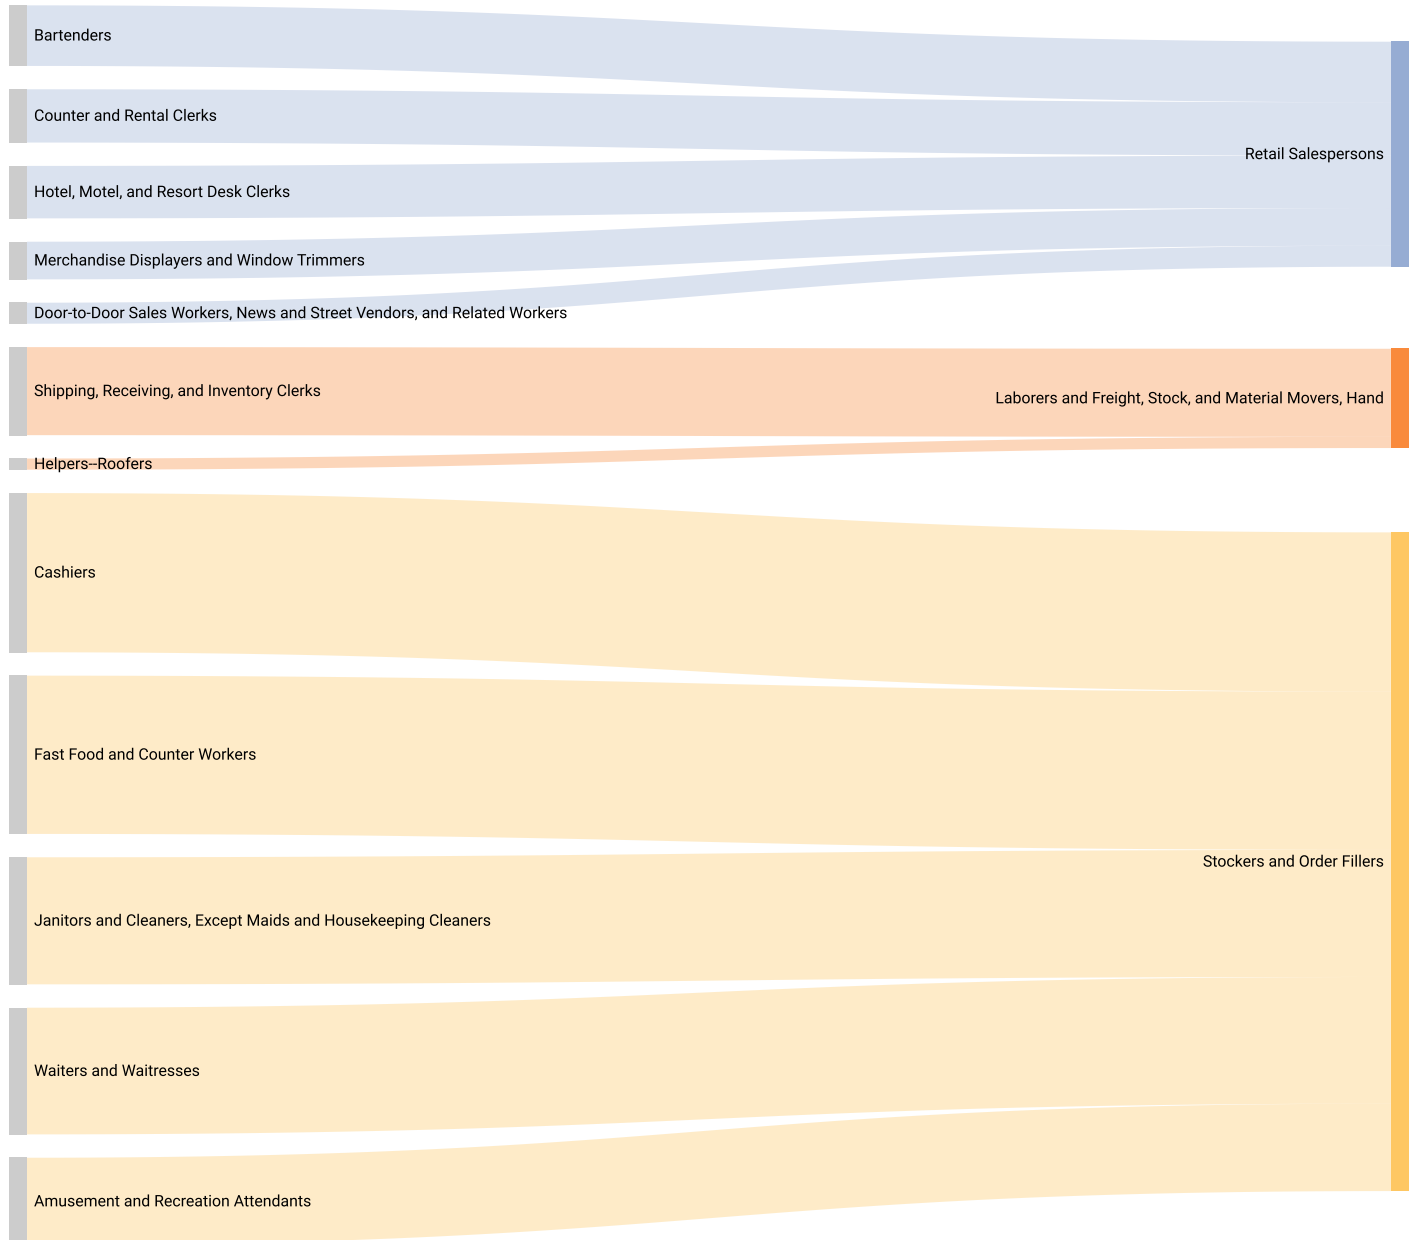 Bartenders
Counter and Rental Clerks
Retail Salespersons
Hotel, Motel, and Resort Desk Clerks
Merchandise Displayers and Window Trimmers
Door-to-Door Sales Workers, News and Street Vendors, and Related Workers
Shipping, Receiving, and Inventory Clerks
Laborers and Freight, Stock, and Material Movers, Hand
Helpers--Roofers
Cashiers
Fast Food and Counter Workers
Stockers and Order Fillers
Janitors and Cleaners, Except Maids and Housekeeping Cleaners
Waiters and Waitresses
Amusement and Recreation Attendants